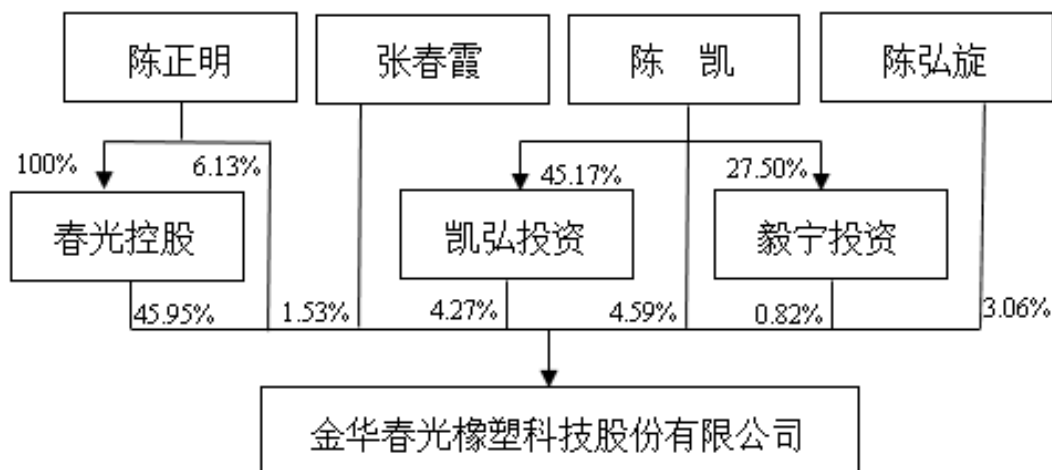 陈正明
张春霞
陈 凯
陈弘旋
100%
6.13%
45.17%
27.50%
春光控股
凯弘投资
毅宁投资
45.95%
1.53%
4.27%
4.59%
0.82%
3.06%
金华春光橡塑科技股份有限公司